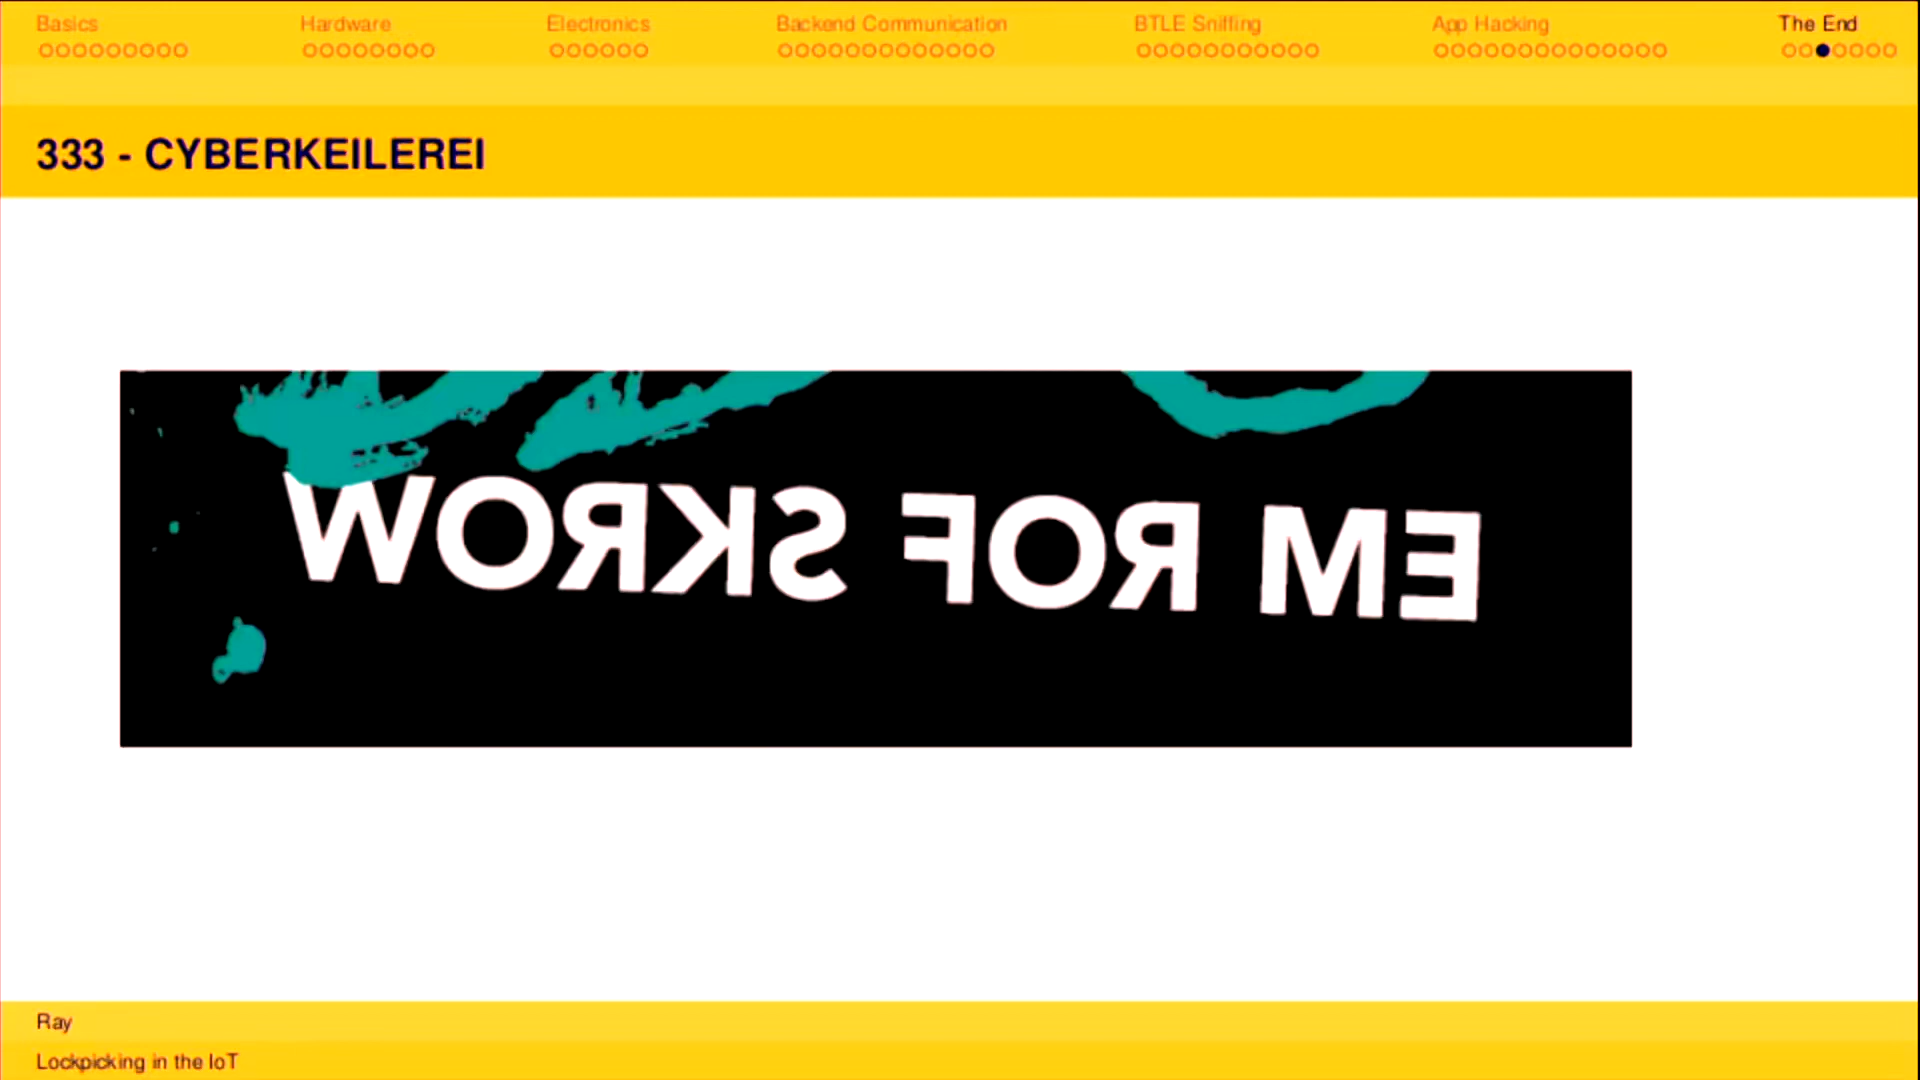 Basics Hardware Electronics Backend Communication BTLE Sniffing App Hacking The End
333 - CYBERKEILEREI
WORKS FOR ME
Ray
Lockpicking in the IoT